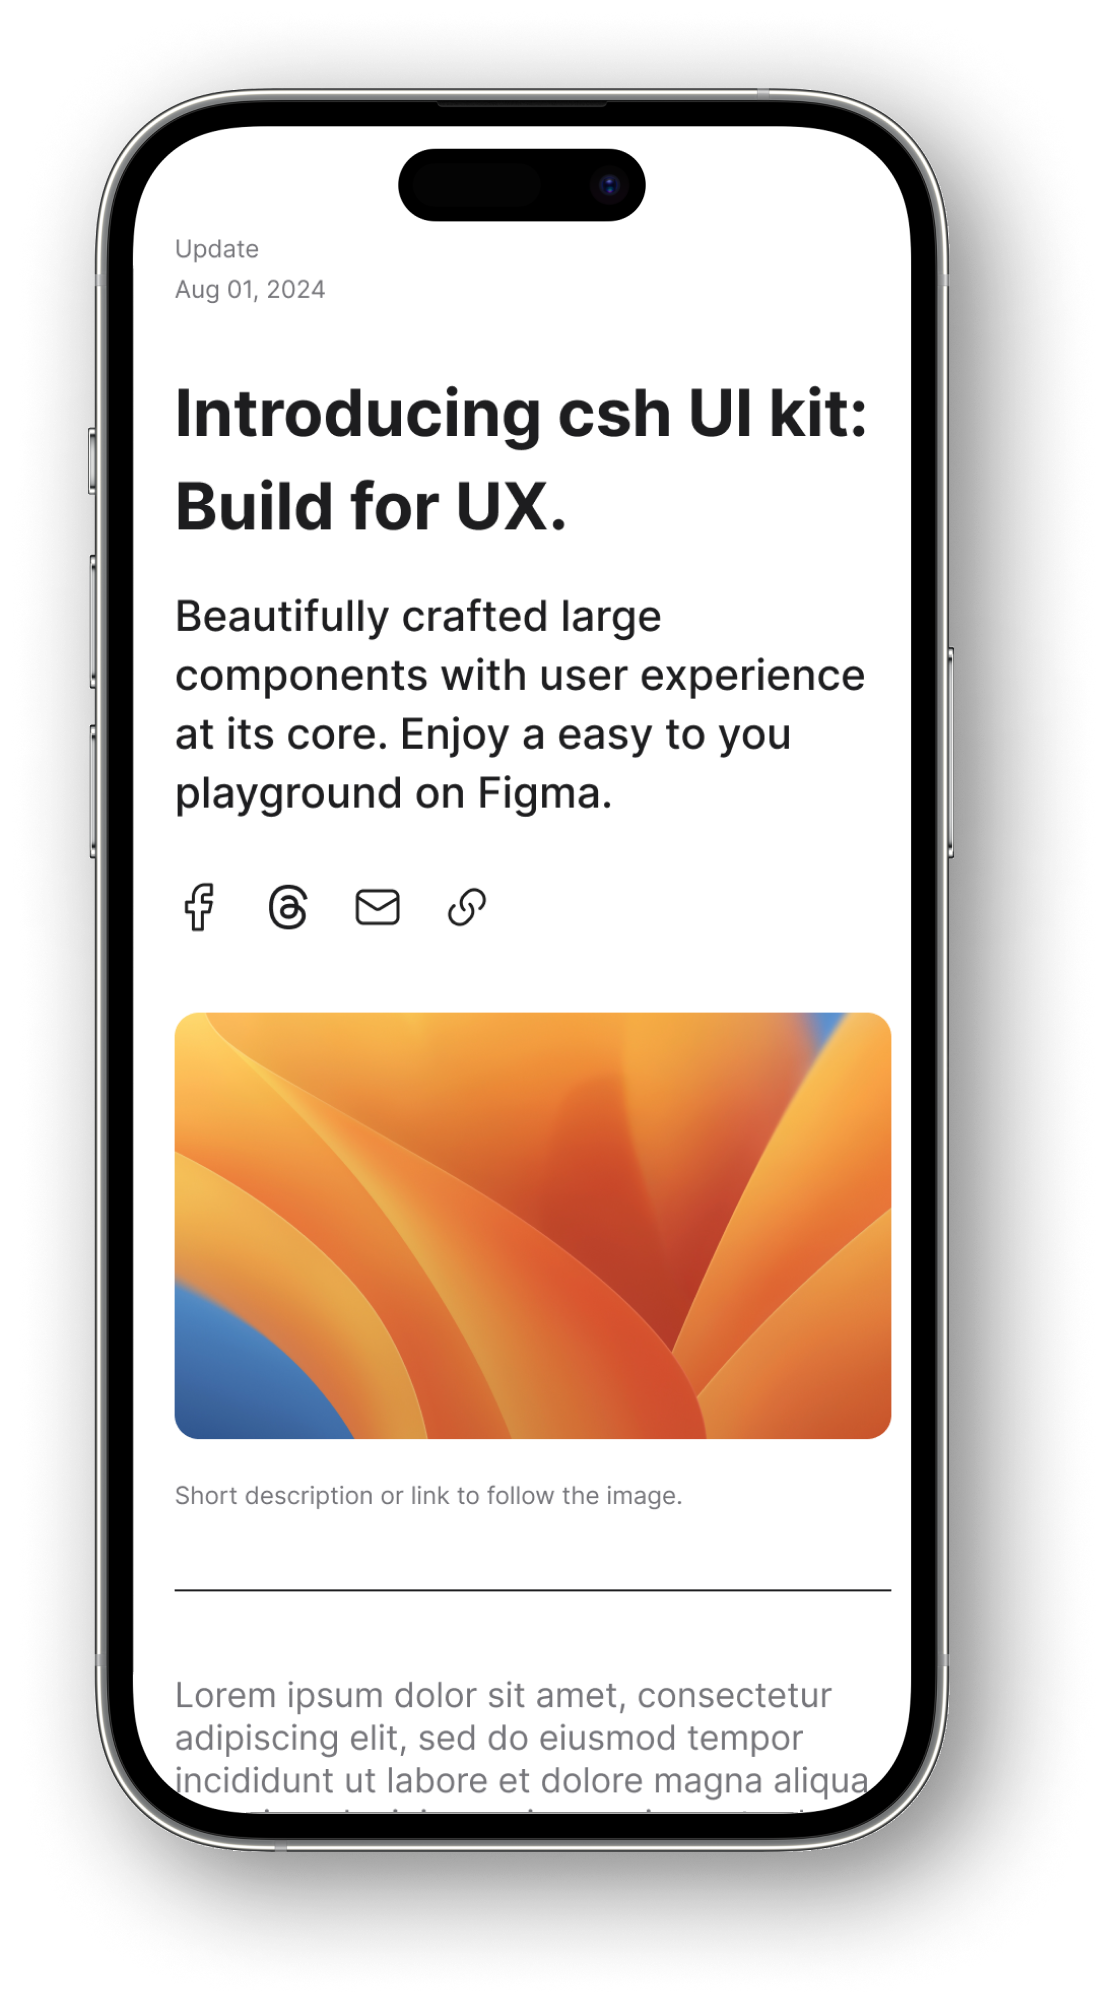 Update
Aug 01, 2024
Introducing csh UI kit:
Build for UX.
Beautifully crafted large
components with user experience
at its core. Enjoy a easy to you
playground on Figma.
Short description or link to follow the image.
Lorem ipsum dolor sit amet, consectetur
adipiscing elit, sed do eiusmod tempor
incididunt ut labore et dolore magna aliqua